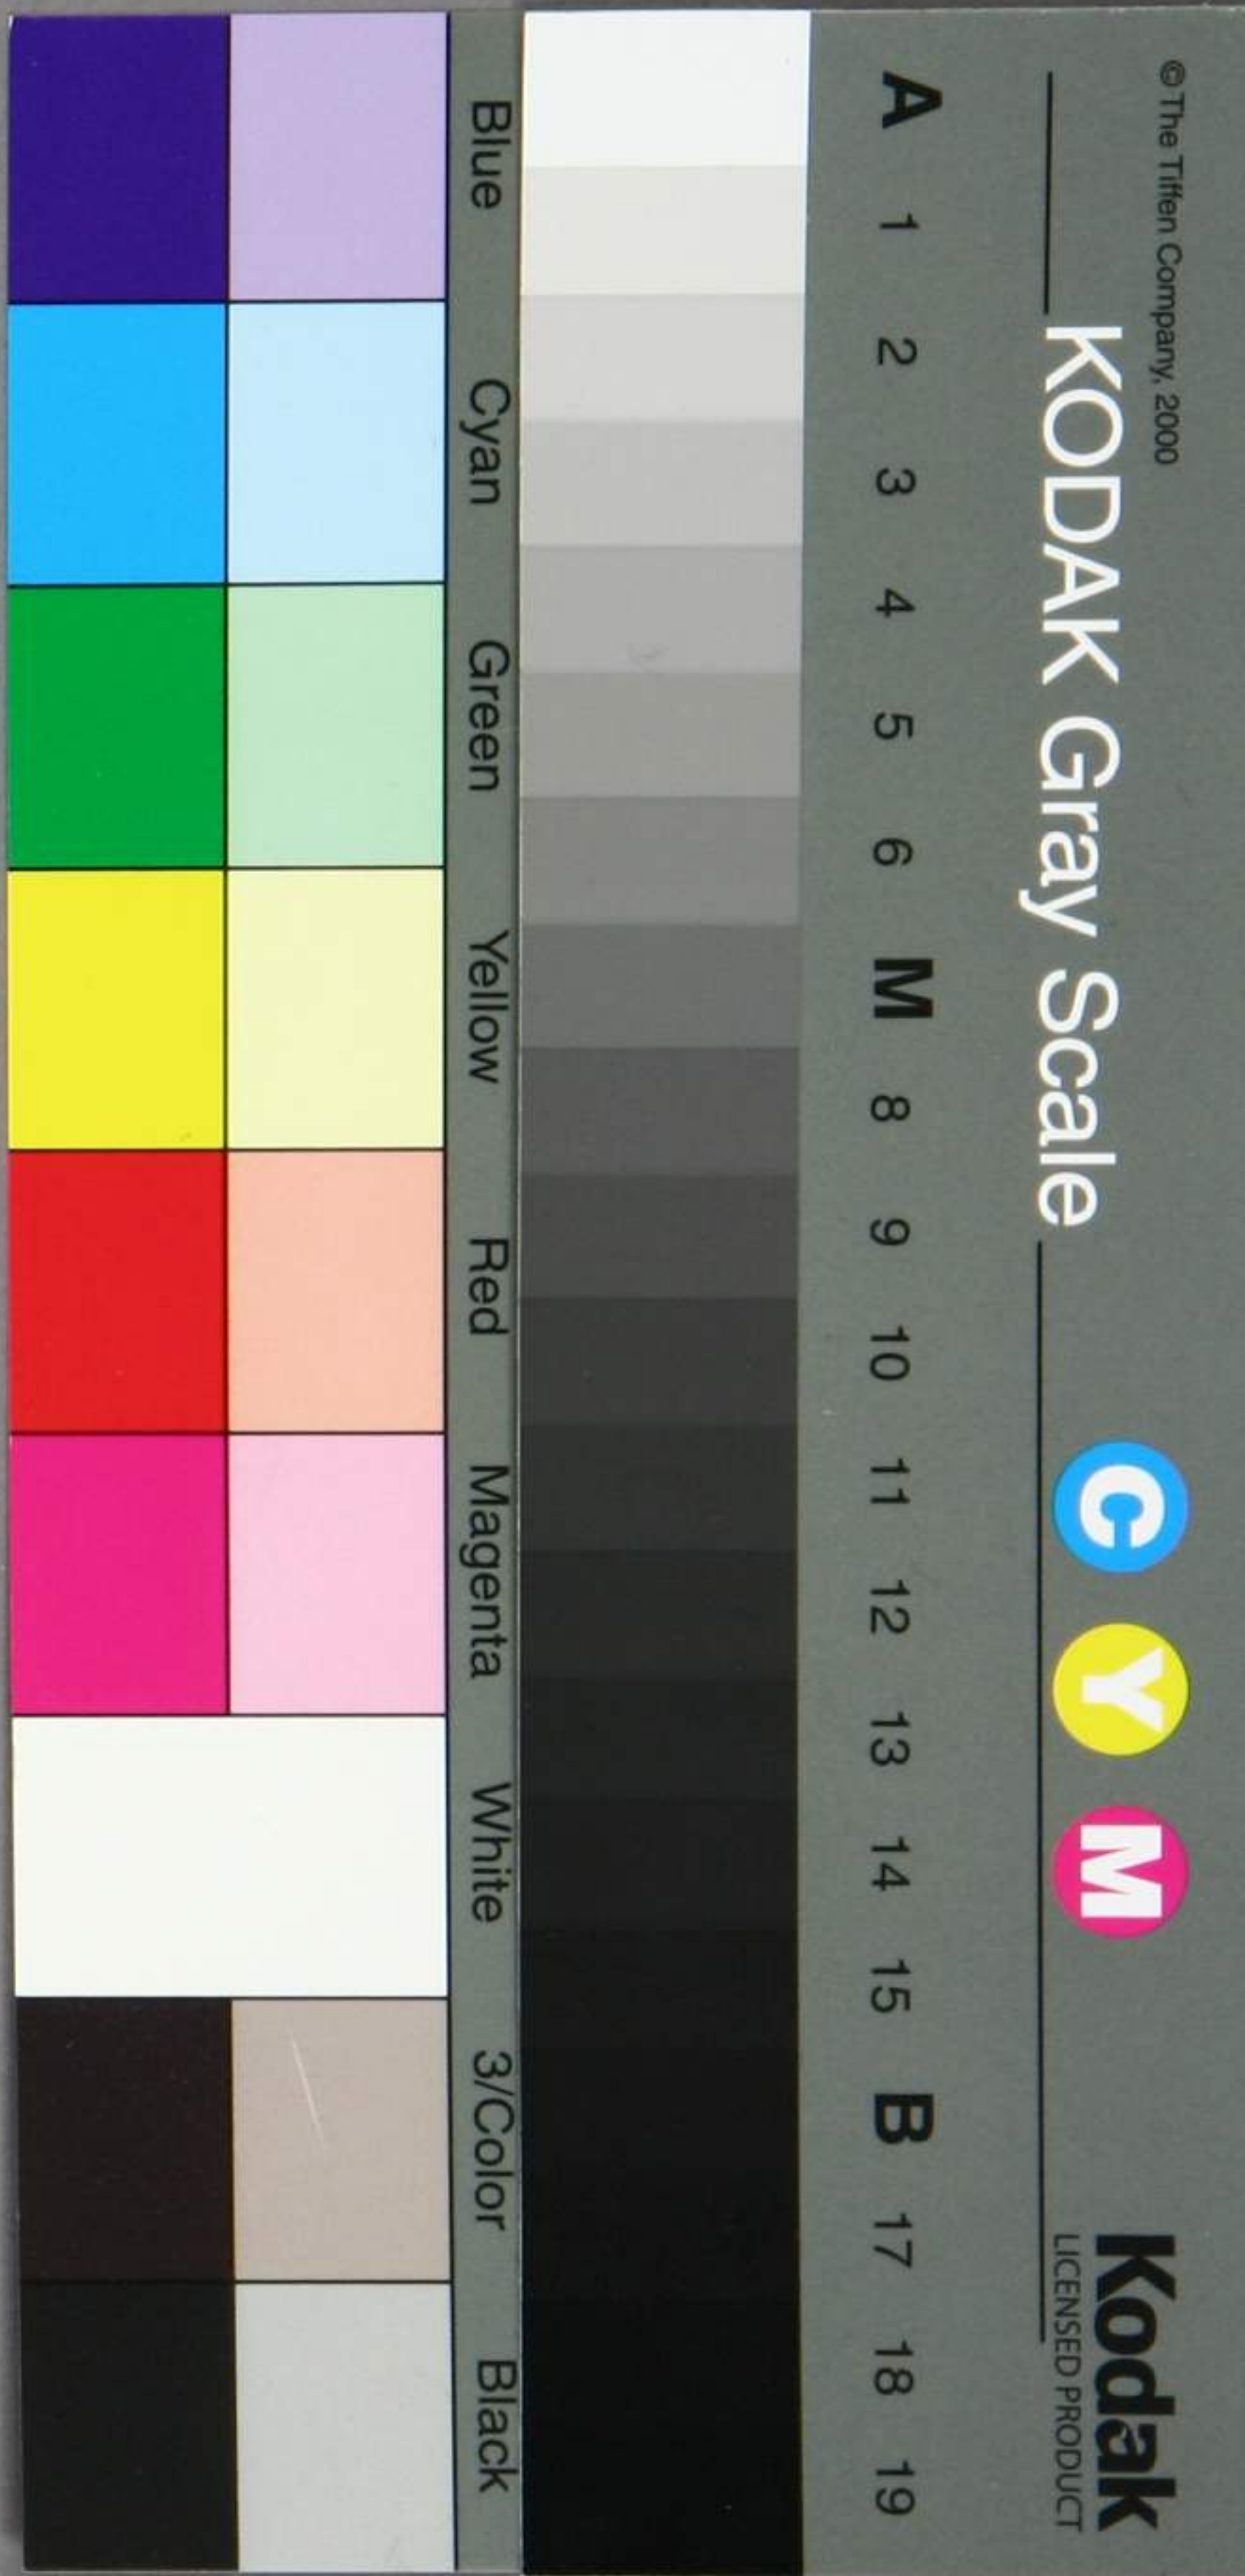 © The Tiffen Company, 2000
KODAK Gray Scale
C Y M
Kodak
LICENSED PRODUCT
A 1 2 3 4 5 6 M 8 9 10 11 12 13 14 15 B 17 18 19
Blue Cyan Green Yellow Red Magenta White 3/Color Black